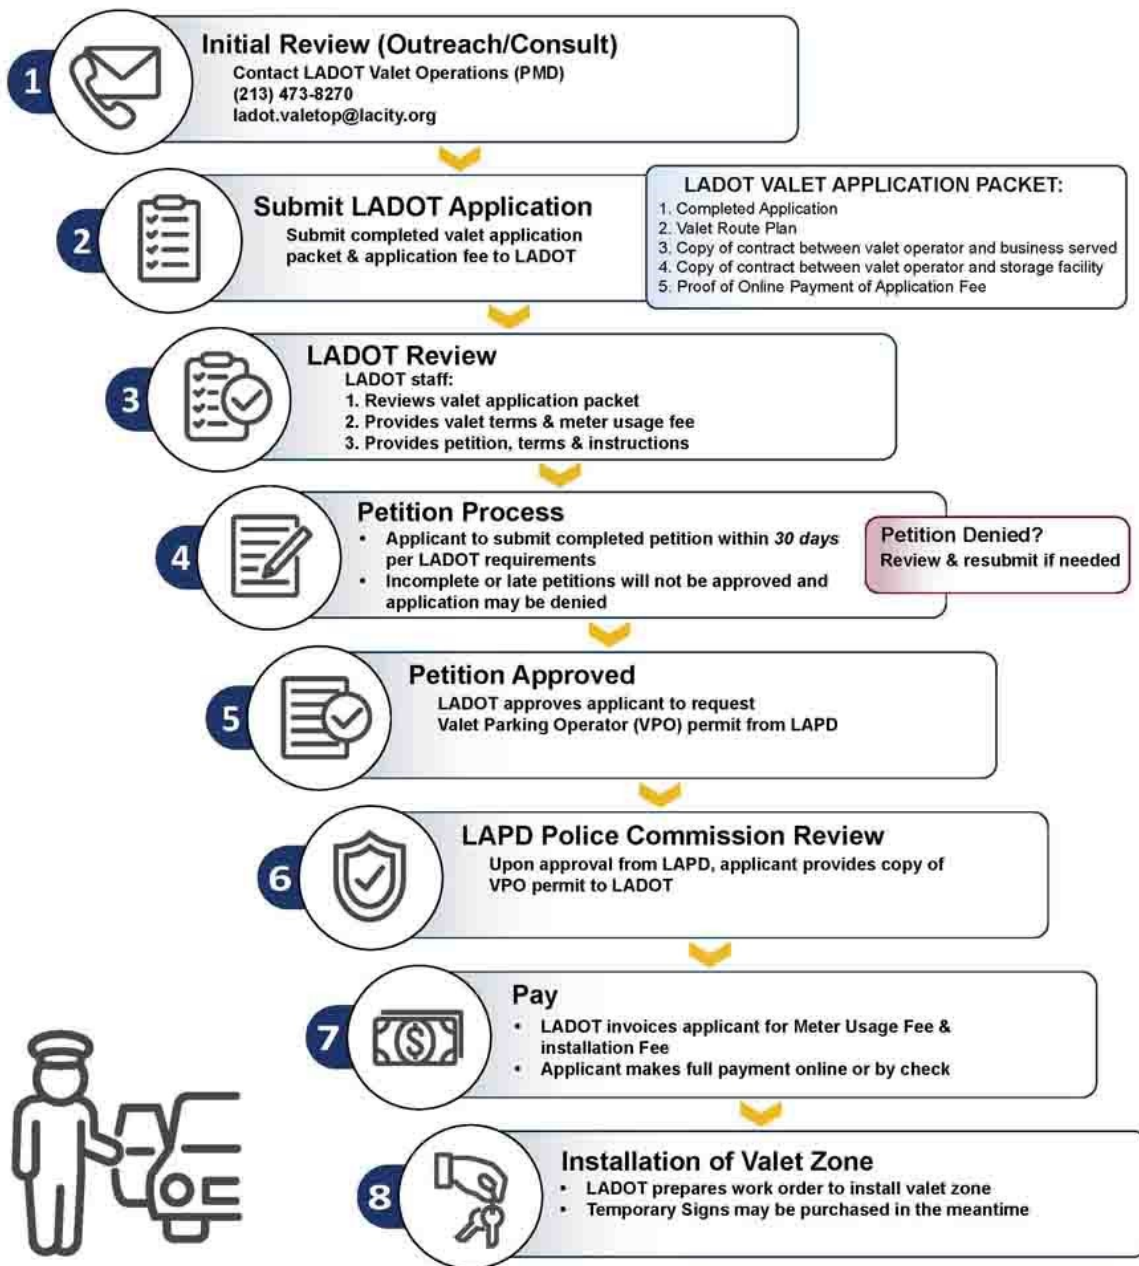 1
Initial Review (Outreach/Consult)
Contact LADOT Valet Operations (PMD)
(213) 473-8270
ladot.valetop@lacity.org
2
Submit LADOT Application
Submit completed valet application
packet & application fee to LADOT
LADOT VALET APPLICATION PACKET:
1. Completed Application
2. Valet Route Plan
3. Copy of contract between valet operator and business served
4. Copy of contract between valet operator and storage facility
5. Proof of Online Payment of Application Fee
3
LADOT Review
LADOT staff:
1. Reviews valet application packet
2. Provides valet terms & meter usage fee
3. Provides petition, terms & instructions
4
Petition Process
• Applicant to submit completed petition within 30 days
per LADOT requirements
• Incomplete or late petitions will not be approved and
application may be denied
Petition Denied?
Review & resubmit if needed
5
Petition Approved
LADOT approves applicant to request
Valet Parking Operator (VPO) permit from LAPD
6
LAPD Police Commission Review
Upon approval from LAPD, applicant provides copy of
VPO permit to LADOT
7
$
Pay
• LADOT invoices applicant for Meter Usage Fee &
installation Fee
• Applicant makes full payment online or by check
8
Installation of Valet Zone
• LADOT prepares work order to install valet zone
• Temporary Signs may be purchased in the meantime